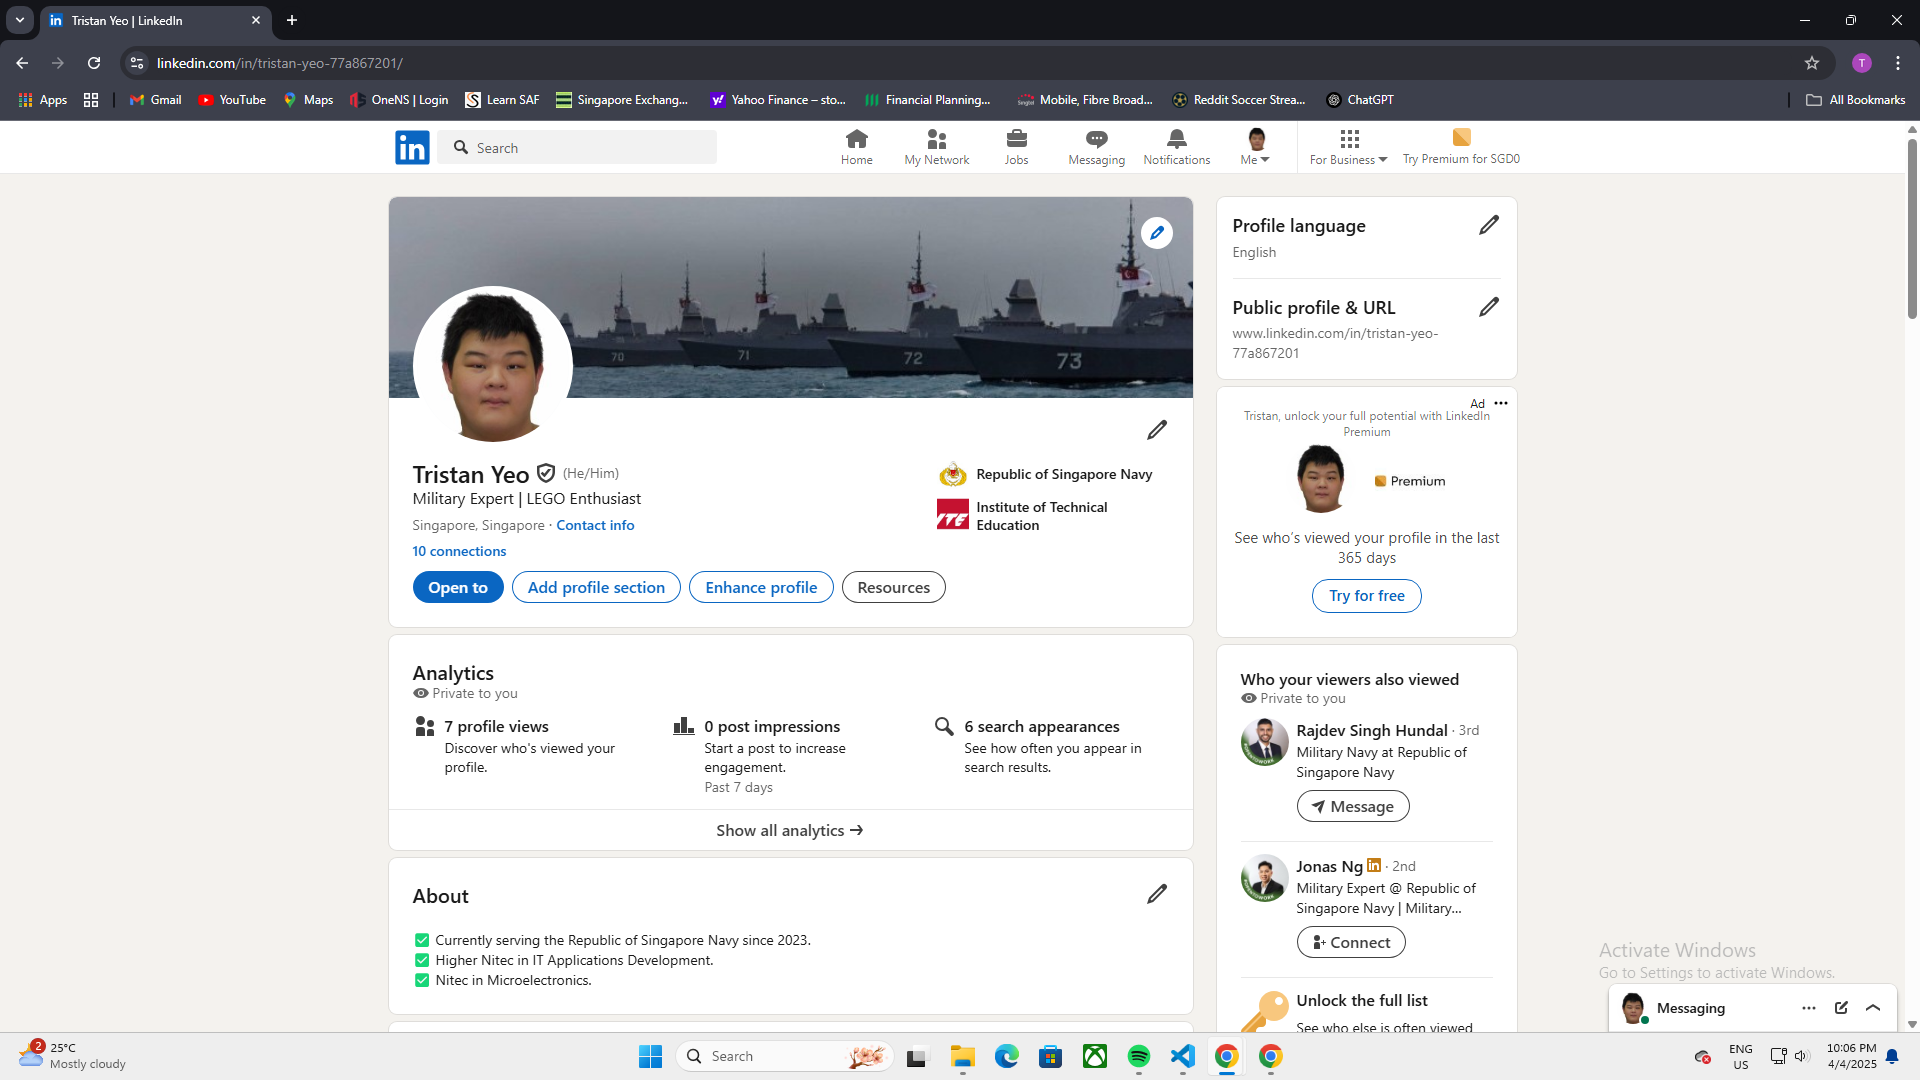 Tristan Yeo | LinkedIn
linkedin.com/in/tristan-yeo-77a867201/
T
Apps
Gmail
YouTube
Maps
OneNS | Login
Learn SAF
Singapore Exchang...
Yahoo Finance – sto...
Financial Planning...
Mobile, Fibre Broad...
Reddit Soccer Strea...
ChatGPT
All Bookmarks
in
Search
Home
My Network
Jobs
Messaging
Notifications
Me
For Business
Try Premium for SGD0
70
71
72
73
Tristan Yeo (He/Him)
Military Expert | LEGO Enthusiast
Singapore, Singapore · Contact info
10 connections
Republic of Singapore Navy
ITE
Institute of Technical
Education
Open to
Add profile section
Enhance profile
Resources
Analytics
Private to you
7 profile views
Discover who's viewed your
profile.
0 post impressions
Start a post to increase
engagement.
Past 7 days
6 search appearances
See how often you appear in
search results.
Show all analytics →
About
✅ Currently serving the Republic of Singapore Navy since 2023.
✅ Higher Nitec in IT Applications Development.
✅ Nitec in Microelectronics.
Profile language
English
Public profile & URL
www.linkedin.com/in/tristan-yeo-
77a867201
Ad
Tristan, unlock your full potential with LinkedIn
Premium
Premium
See who's viewed your profile in the last
365 days
Try for free
Who your viewers also viewed
Private to you
Rajdev Singh Hundal · 3rd
Military Navy at Republic of
Singapore Navy
Message
Jonas Ng in · 2nd
Military Expert @ Republic of
Singapore Navy | Military...
Connect
Unlock the full list
See who else is often viewed
Activate Windows
Go to Settings to activate Windows.
Messaging
2
25°C
Mostly cloudy
Search
ENG
US
10:06 PM
4/4/2025